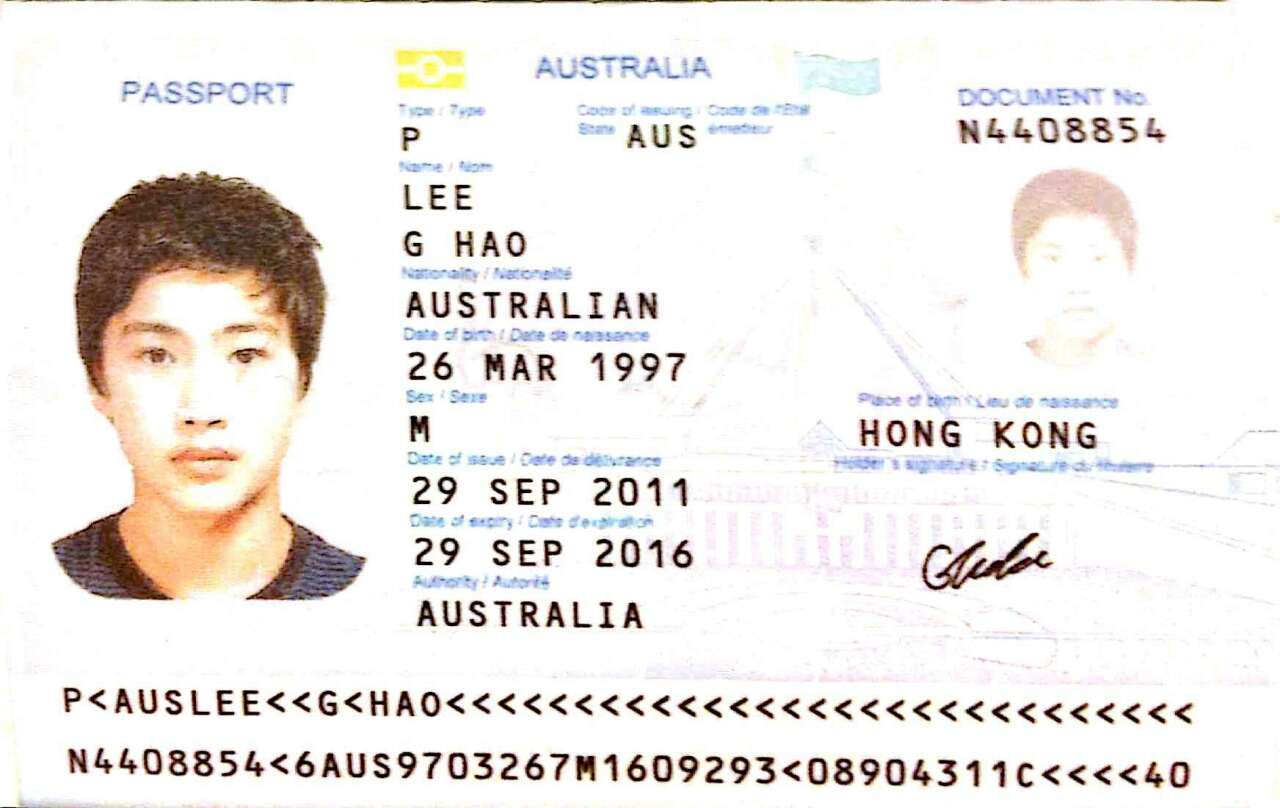 PASSPORT
AUSTRALIA
Type / Type
Code of issuing / Code de l'État
State émetteur
P
AUS
DOCUMENT No.
N4408854
Name / Nom
LEE
G HAO
Nationality / Nationalité
AUSTRALIAN
Date of birth / Date de naissance
26 MAR 1997
Sex / Sexe
M
Place of birth / Lieu de naissance
HONG KONG
Date of issue / Date de délivrance
29 SEP 2011
Holder's signature / Signature du titulaire
Date of expiry / Date d'expiration
29 SEP 2016
Authority / Autorité
AUSTRALIA
P<AUSLEE<<G<HAO<<<<<<<<<<<<<<<<<<<<<<<<<<<<<
N4408854<6AUS9703267M1609293<08904311C<<<<40